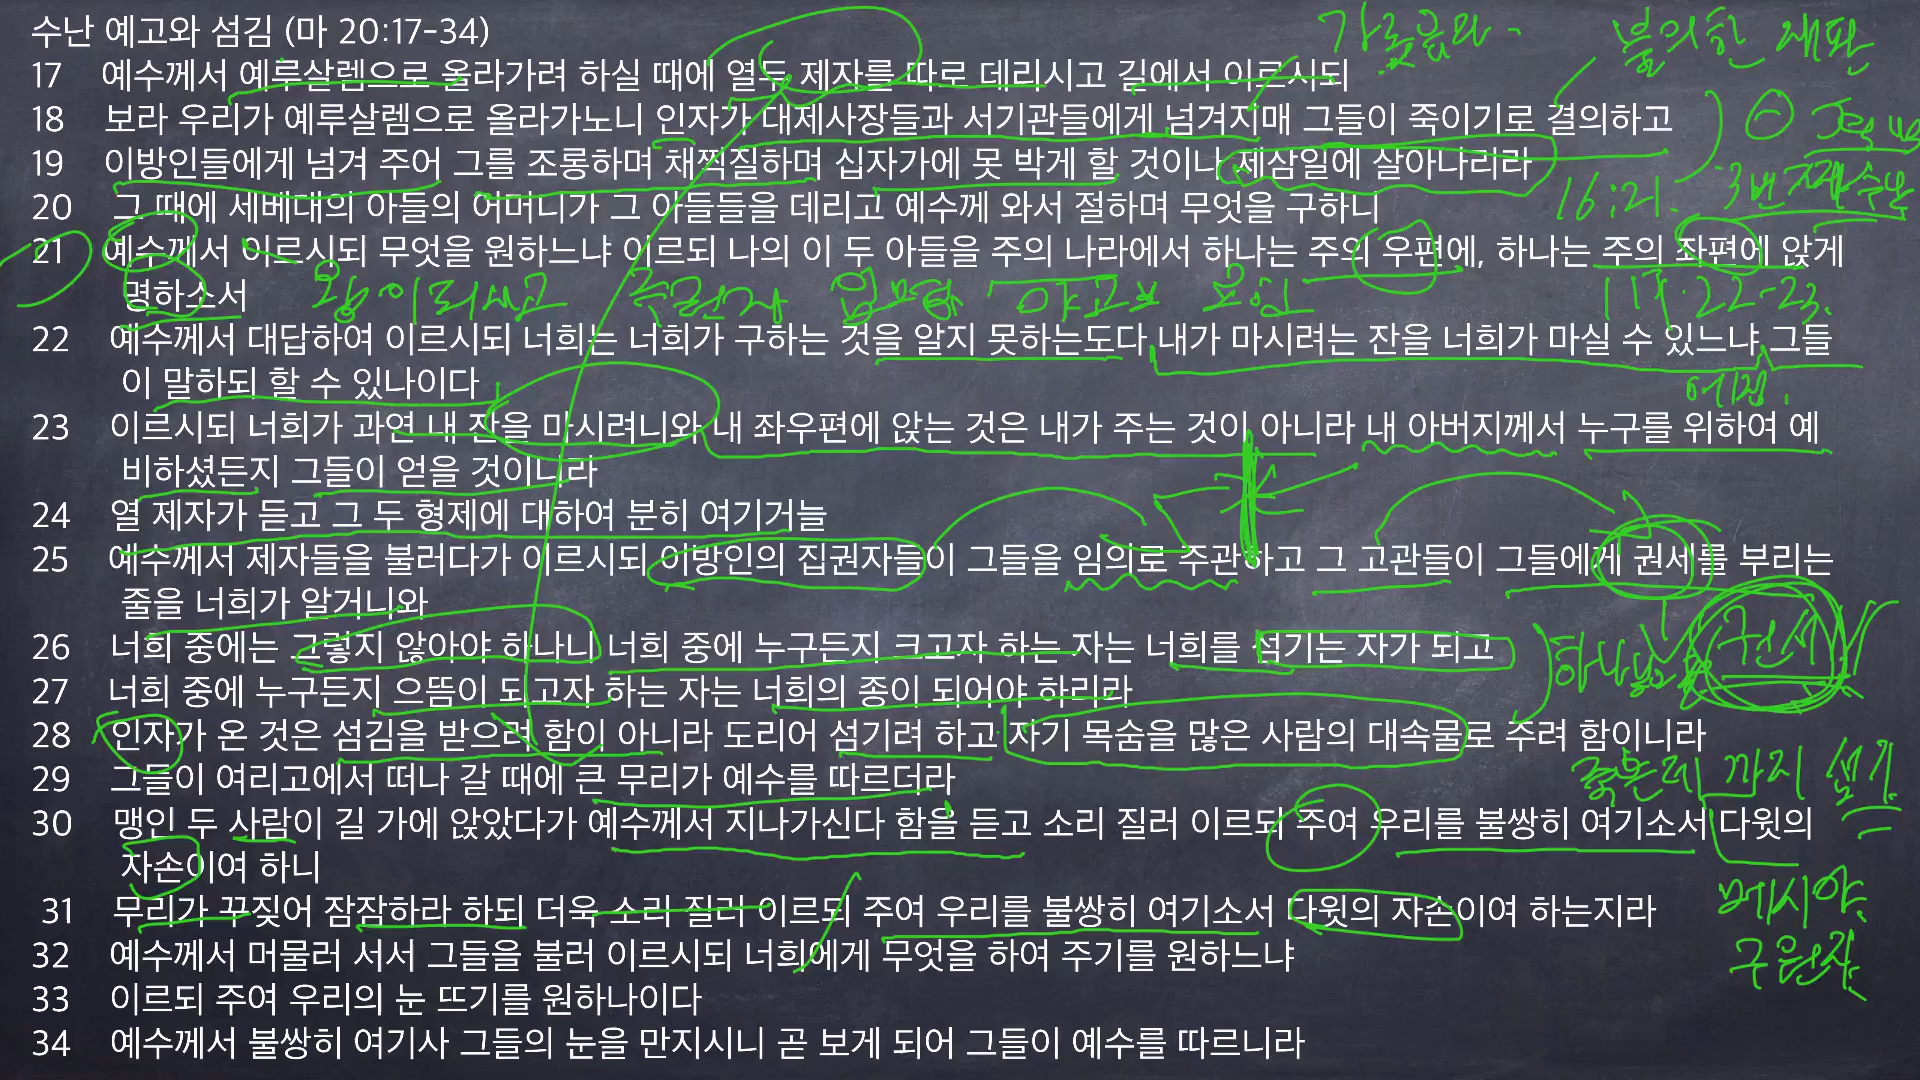 수난 예고와 섬김 (마 20:17-34)
불의한 재판
17 예수께서 예루살렘으로 올라가려 하실 때에 열두 제자를 따로 데리시고 길에서 이르시되
18 보라 우리가 예루살렘으로 올라가노니 인자가 대제사장들과 서기관들에게 넘겨지매 그들이 죽이기로 결의하고
19 이방인들에게 넘겨 주어 그를 조롱하며 채찍질하며 십자가에 못 박게 할 것이나 제삼일에 살아나리라
16:21. 3번째 수난
20 그 때에 세베대의 아들의 어머니가 그 아들들을 데리고 예수께 와서 절하며 무엇을 구하니
21 예수께서 이르시되 무엇을 원하느냐 이르되 나의 이 두 아들을 주의 나라에서 하나는 주의 우편에, 하나는 주의 좌편에 앉게
명하소서
왕이리시고 주권자 야고보 요한
17:22-23.
22 예수께서 대답하여 이르시되 너희는 너희가 구하는 것을 알지 못하는도다 내가 마시려는 잔을 너희가 마실 수 있느냐 그들
이 말하되 할 수 있나이다
예정.
23 이르시되 너희가 과연 내 잔을 마시려니와 내 좌우편에 앉는 것은 내가 주는 것이 아니라 내 아버지께서 누구를 위하여 예
비하셨든지 그들이 얻을 것이니라
24 열 제자가 듣고 그 두 형제에 대하여 분히 여기거늘
25 예수께서 제자들을 불러다가 이르시되 이방인의 집권자들이 그들을 임의로 주관하고 그 고관들이 그들에게 권세를 부리는
줄을 너희가 알거니와
26 너희 중에는 그렇지 않아야 하나니 너희 중에 누구든지 크고자 하는 자는 너희를 섬기는 자가 되고
하나님 권세
27 너희 중에 누구든지 으뜸이 되고자 하는 자는 너희의 종이 되어야 하리라
28 인자가 온 것은 섬김을 받으려 함이 아니라 도리어 섬기려 하고 자기 목숨을 많은 사람의 대속물로 주려 함이니라
죽는데 까지 섬기
29 그들이 여리고에서 떠나 갈 때에 큰 무리가 예수를 따르더라
30 맹인 두 사람이 길 가에 앉았다가 예수께서 지나가신다 함을 듣고 소리 질러 이르되 주여 우리를 불쌍히 여기소서 다윗의
자손이여 하니
메시야
31 무리가 꾸짖어 잠잠하라 하되 더욱 소리 질러 이르되 주여 우리를 불쌍히 여기소서 다윗의 자손이여 하는지라
구원자
32 예수께서 머물러 서서 그들을 불러 이르시되 너희에게 무엇을 하여 주기를 원하느냐
33 이르되 주여 우리의 눈 뜨기를 원하나이다
34 예수께서 불쌍히 여기사 그들의 눈을 만지시니 곧 보게 되어 그들이 예수를 따르니라